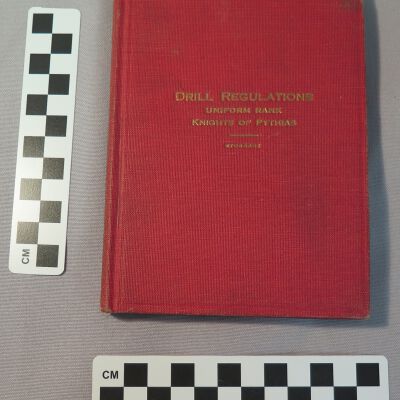 DRILL REGULATIONS
UNIFORM RANK
KNIGHTS OF PYTHIAS
CM
CM